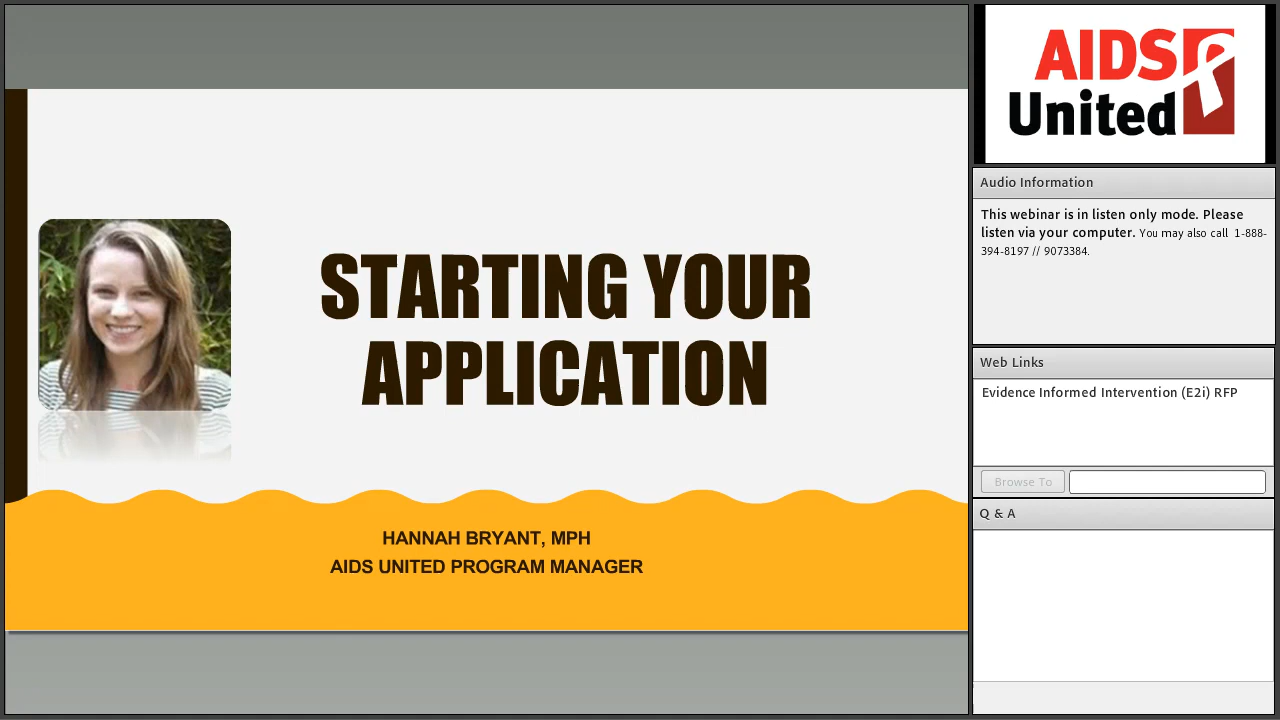 STARTING YOUR
APPLICATION
HANNAH BRYANT, MPH
AIDS UNITED PROGRAM MANAGER
AIDS
United
Audio Information
This webinar is in listen only mode. Please
listen via your computer. You may also call 1-888-
394-8197 // 9073384.
Web Links
Evidence Informed Intervention (E2i) RFP
Browse To
Q & A